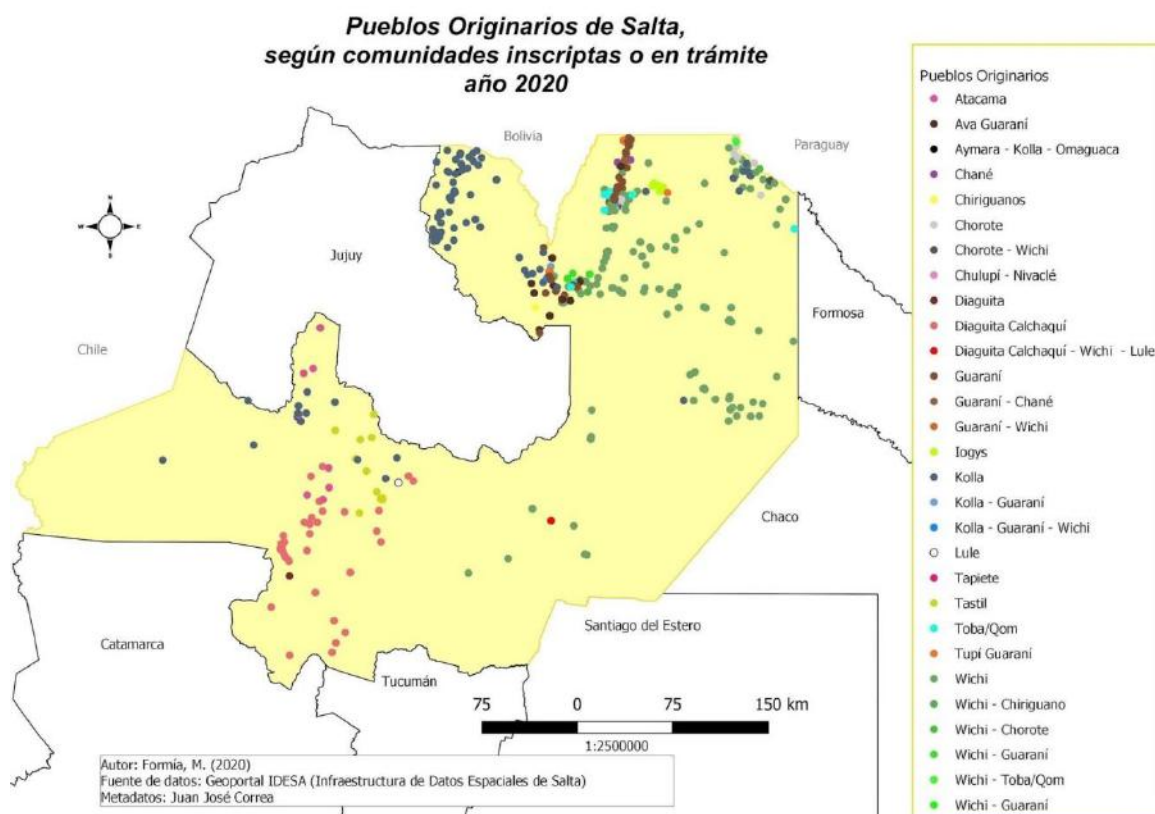 Pueblos Originarios de Salta,
según comunidades inscriptas o en trámite
año 2020
Bolivia
Paraguay
Jujuy
Formosa
Chile
Chaco
Santiago del Estero
Catamarca
Tucumán
N
W
E
S
75 0 75 150 km
1:2500000
Autor: Formía, M. (2020)
Fuente de datos: Geoportal IDESA (Infraestructura de Datos Espaciales de Salta)
Metadatos: Juan José Correa
Pueblos Originarios
Atacama
Ava Guaraní
Aymara - Kolla - Omaguaca
Chané
Chiriguanos
Chorote
Chorote - Wichi
Chulupí - Nivaclé
Diaguita
Diaguita Calchaquí
Diaguita Calchaquí - Wichi - Lule
Guaraní
Guaraní - Chané
Guaraní - Wichi
Iogys
Kolla
Kolla - Guaraní
Kolla - Guaraní - Wichi
Lule
Tapiete
Tastil
Toba/Qom
Tupí Guaraní
Wichi
Wichi - Chiriguano
Wichi - Chorote
Wichi - Guaraní
Wichi - Toba/Qom
Wichi - Guaraní